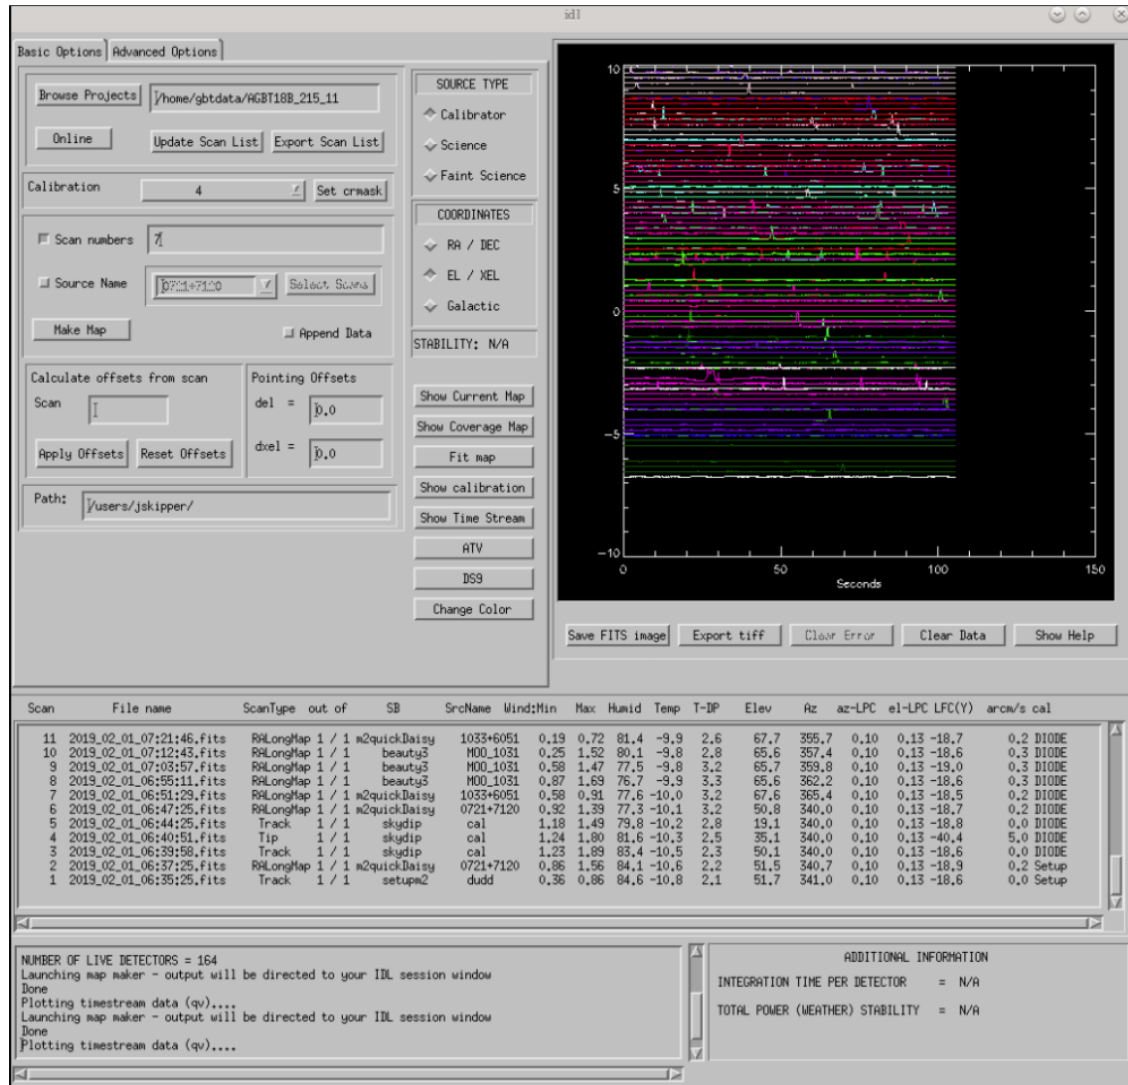 idl
Basic Options Advanced Options
Browse Projects /home/gbtdata/AGBT18B_215_11
Online Update Scan List Export Scan List
Calibration 4 Set crmask
Scan numbers 7
Source Name 0721+7120 Select Scans
Make Map Append Data
Calculate offsets from scan
Scan
Apply Offsets Reset Offsets
Pointing Offsets
del = 0.0
dxel = 0.0
Path: /users/jskipper/
SOURCE TYPE
Calibrator
Science
Faint Science
COORDINATES
RA / DEC
EL / XEL
Galactic
STABILITY: N/A
Show Current Map
Show Coverage Map
Fit map
Show calibration
Show Time Stream
ATV
DS9
Change Color
10
5
0
-5
-10
0 50 100 150
Seconds
Save FITS image Export tiff Clear Error Clear Data Show Help
Scan File name ScanType out of SB SrcName Wind:Min Max Humid Temp T-DP Elev Az az-LPC el-LPC LFC(Y) arcm/s cal
11 2019_02_01_07:21:46.fits RALongMap 1 / 1 m2quickDaisy 1033+6051 0.19 0.72 81.4 -9.9 2.6 67.7 355.7 0.10 0.13 -18.7 0.2 DIODE
10 2019_02_01_07:12:43.fits RALongMap 1 / 1 beauty3 MOO_1031 0.25 1.52 80.1 -9.8 2.8 65.6 357.4 0.10 0.13 -18.6 0.3 DIODE
9 2019_02_01_07:03:57.fits RALongMap 1 / 1 beauty3 MOO_1031 0.58 1.47 77.5 -9.8 3.2 65.7 359.8 0.10 0.13 -19.0 0.3 DIODE
8 2019_02_01_06:55:11.fits RALongMap 1 / 1 beauty3 MOO_1031 0.87 1.69 76.7 -9.9 3.3 65.6 362.2 0.10 0.13 -18.6 0.3 DIODE
7 2019_02_01_06:51:29.fits RALongMap 1 / 1 m2quickDaisy 1033+6051 0.58 0.91 77.6 -10.0 3.2 67.6 365.4 0.10 0.13 -18.5 0.2 DIODE
6 2019_02_01_06:47:25.fits RALongMap 1 / 1 m2quickDaisy 0721+7120 0.92 1.39 77.3 -10.1 3.2 50.8 340.0 0.10 0.13 -18.7 0.2 DIODE
5 2019_02_01_06:44:25.fits Track 1 / 1 skydip cal 1.18 1.49 79.8 -10.2 2.8 19.1 340.0 0.10 0.13 -18.8 0.0 DIODE
4 2019_02_01_06:40:51.fits Tip 1 / 1 skydip cal 1.24 1.80 81.6 -10.3 2.5 35.1 340.0 0.10 0.13 -40.4 5.0 DIODE
3 2019_02_01_06:39:58.fits Track 1 / 1 skydip cal 1.23 1.89 83.4 -10.5 2.3 50.1 340.0 0.10 0.13 -18.6 0.0 DIODE
2 2019_02_01_06:37:25.fits RALongMap 1 / 1 m2quickDaisy 0721+7120 0.86 1.56 84.1 -10.6 2.2 51.5 340.7 0.10 0.13 -18.9 0.2 Setup
1 2019_02_01_06:35:25.fits Track 1 / 1 setupm2 dudd 0.36 0.86 84.6 -10.8 2.1 51.7 341.0 0.10 0.13 -18.6 0.0 Setup
NUMBER OF LIVE DETECTORS = 164
Launching map maker - output will be directed to your IDL session window
Done
Plotting timestream data (qv)....
Launching map maker - output will be directed to your IDL session window
Done
Plotting timestream data (qv)....
ADDITIONAL INFORMATION
INTEGRATION TIME PER DETECTOR = N/A
TOTAL POWER (WEATHER) STABILITY = N/A